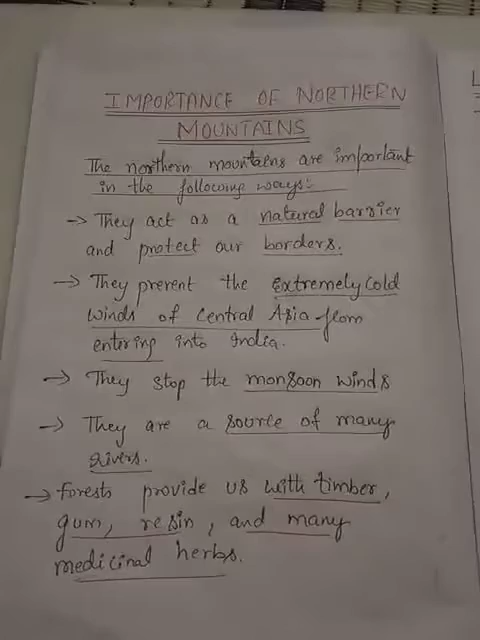 IMPORTANCE OF NORTHERN
MOUNTAINS
The northern mountains are important
in the following ways:-
→ They act as a natural barrier
and protect our borders.
→ They prevent the extremely cold
winds of Central Asia from
entering into India.
→ They stop the monsoon winds
→ They are a source of many
rivers.
→ Forests provide us with timber,
gum, resin, and many
medicinal herbs.